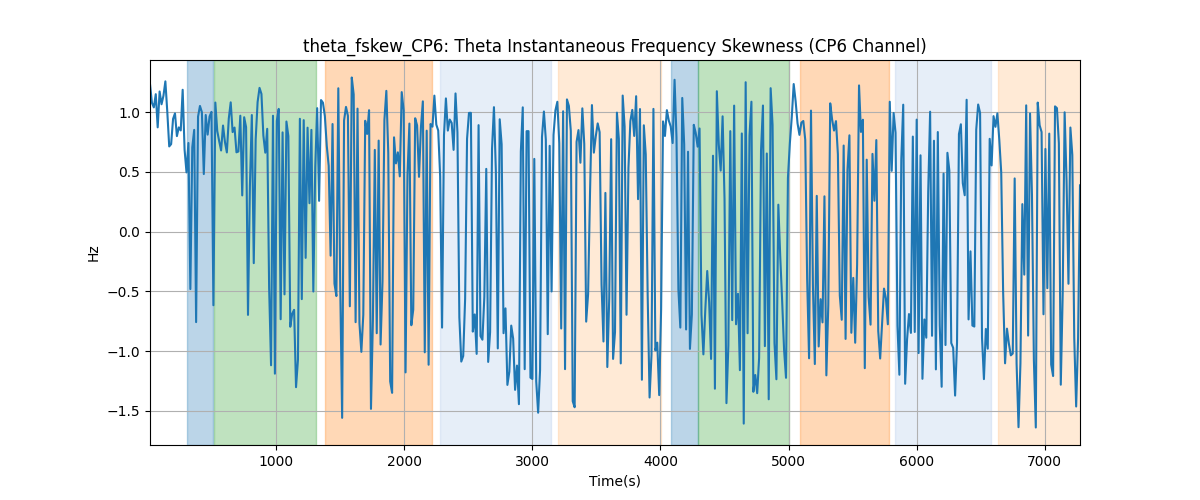 theta_fskew_CP6: Theta Instantaneous Frequency Skewness (CP6 Channel)
Hz
1.0
0.5
0.0
−0.5
−1.0
−1.5
1000 2000 3000 4000 5000 6000 7000
Time(s)